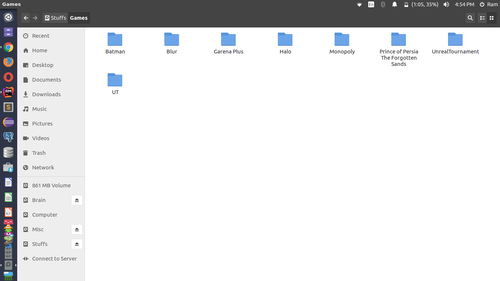 Games
En
(1:05, 35%)
4:54 PM
Ram
Stuffs
Games
Recent
Home
Desktop
Documents
Downloads
Music
Pictures
Videos
Trash
Network
861 MB Volume
Brain
Computer
Misc
Stuffs
Connect to Server
Batman
Blur
Garena Plus
Halo
Monopoly
Prince of Persia
The Forgotten
Sands
UnrealTournament
UT